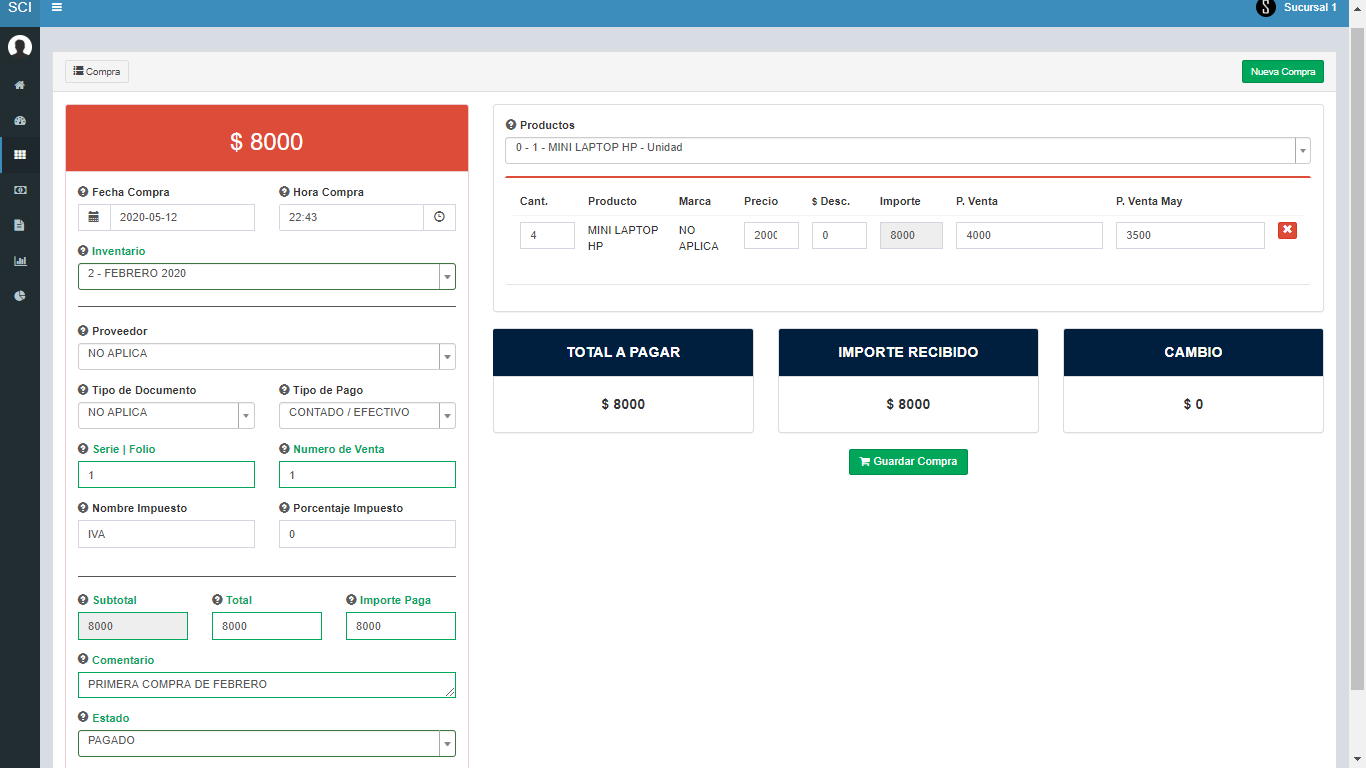 SCI
Sucursal 1
Compra
Nueva Compra
$ 8000
Fecha Compra
Hora Compra
2020-05-12
22:43
Inventario
2 - FEBRERO 2020
Proveedor
NO APLICA
Tipo de Documento
Tipo de Pago
NO APLICA
CONTADO / EFECTIVO
Serie | Folio
Numero de Venta
1
1
Nombre Impuesto
Porcentaje Impuesto
IVA
0
Subtotal
Total
Importe Paga
8000
8000
8000
Comentario
PRIMERA COMPRA DE FEBRERO
Estado
PAGADO
Productos
0 - 1 - MINI LAPTOP HP - Unidad
Cant. Producto Marca Precio $ Desc. Importe P. Venta P. Venta May
4 MINI LAPTOP NO 2000 0 8000 4000 3500
HP APLICA
TOTAL A PAGAR
IMPORTE RECIBIDO
CAMBIO
$ 8000
$ 8000
$ 0
Guardar Compra